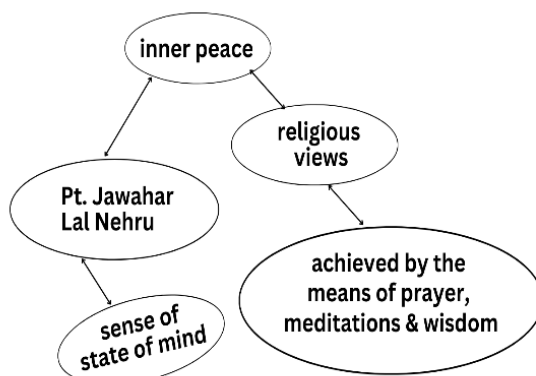 inner peace
religious
views
Pt. Jawahar
Lal Nehru
achieved by the
means of prayer,
meditations & wisdom
sense of
state of mind